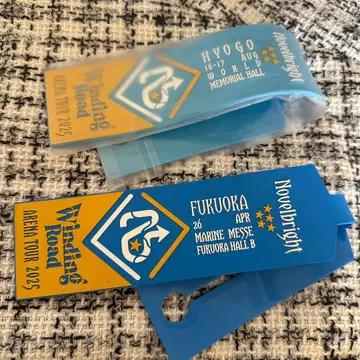 Winding
Road
ARENA TOUR 2025
HYOGO
16-17 AUG
WORLD
MEMORIAL HALL
Novelbright
Winding
Road
ARENA TOUR 2025
FUKUOKA
26 APR
MARINE MESSE
FUKUOKA HALL B
Novelbright